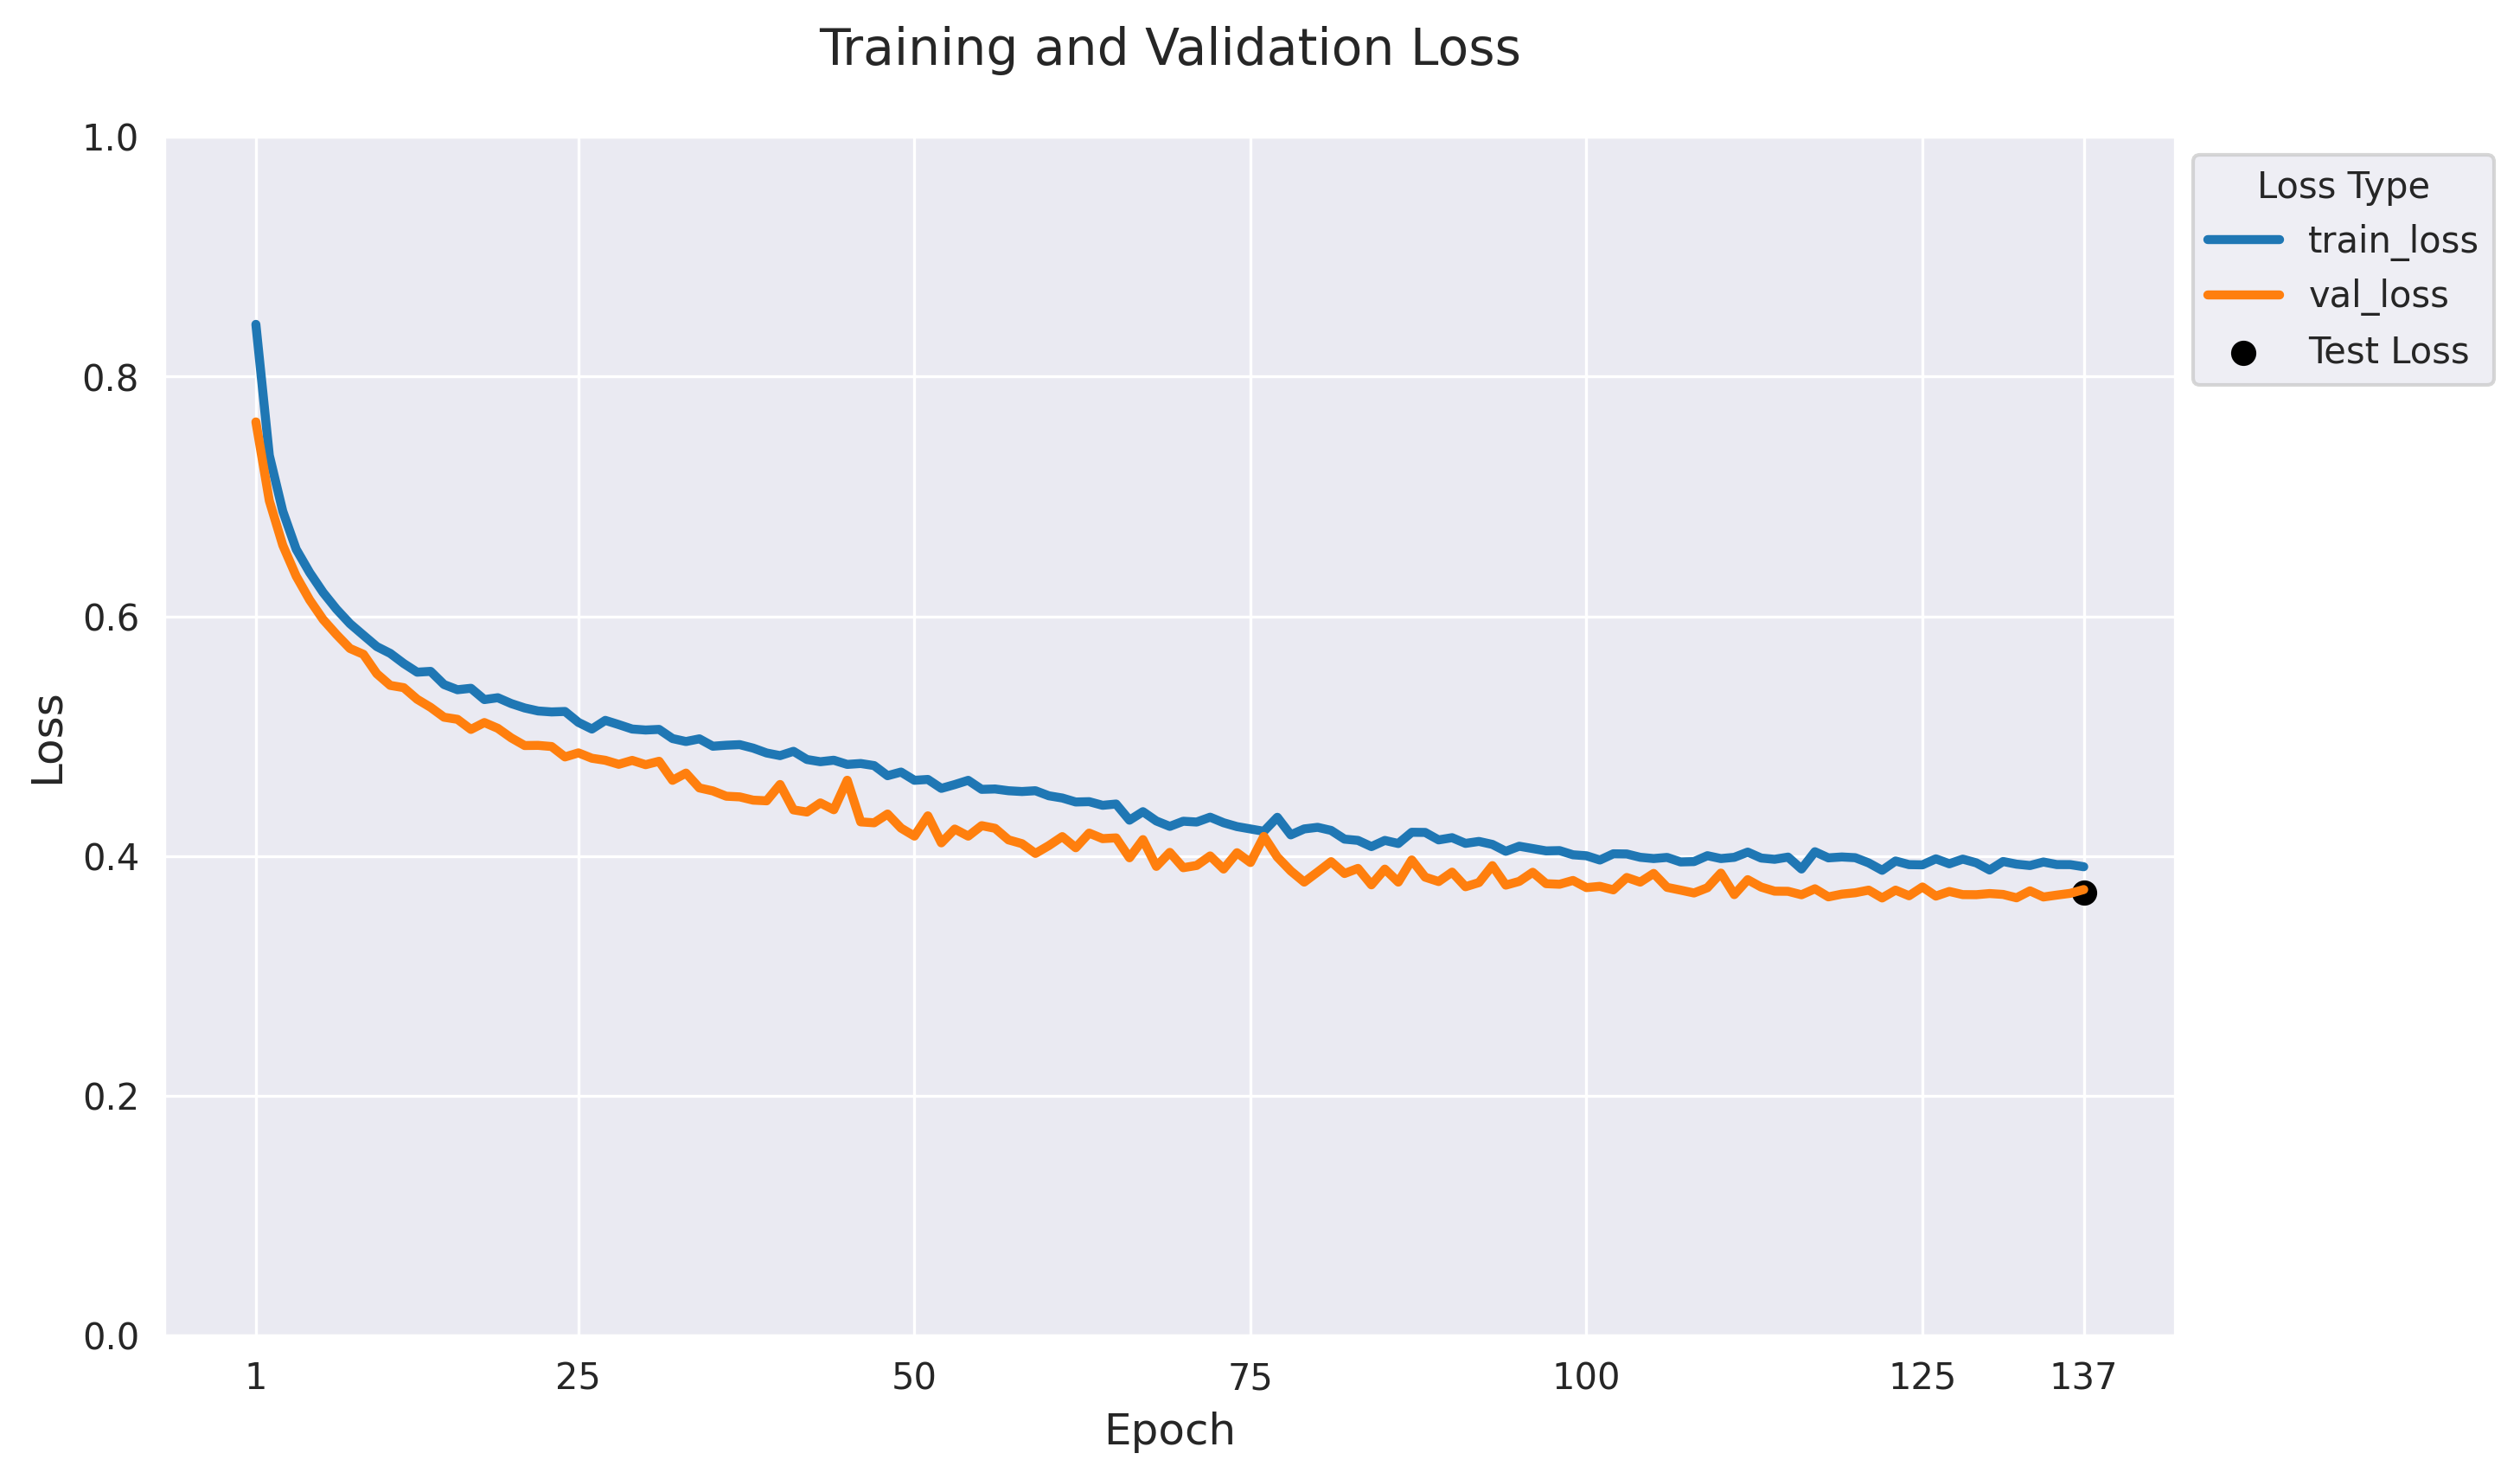 Training and Validation Loss
1.0
0.8
0.6
0.4
0.2
0.0
Loss
1 25 50 75 100 125 137
Epoch
Loss Type
train_loss
val_loss
Test Loss